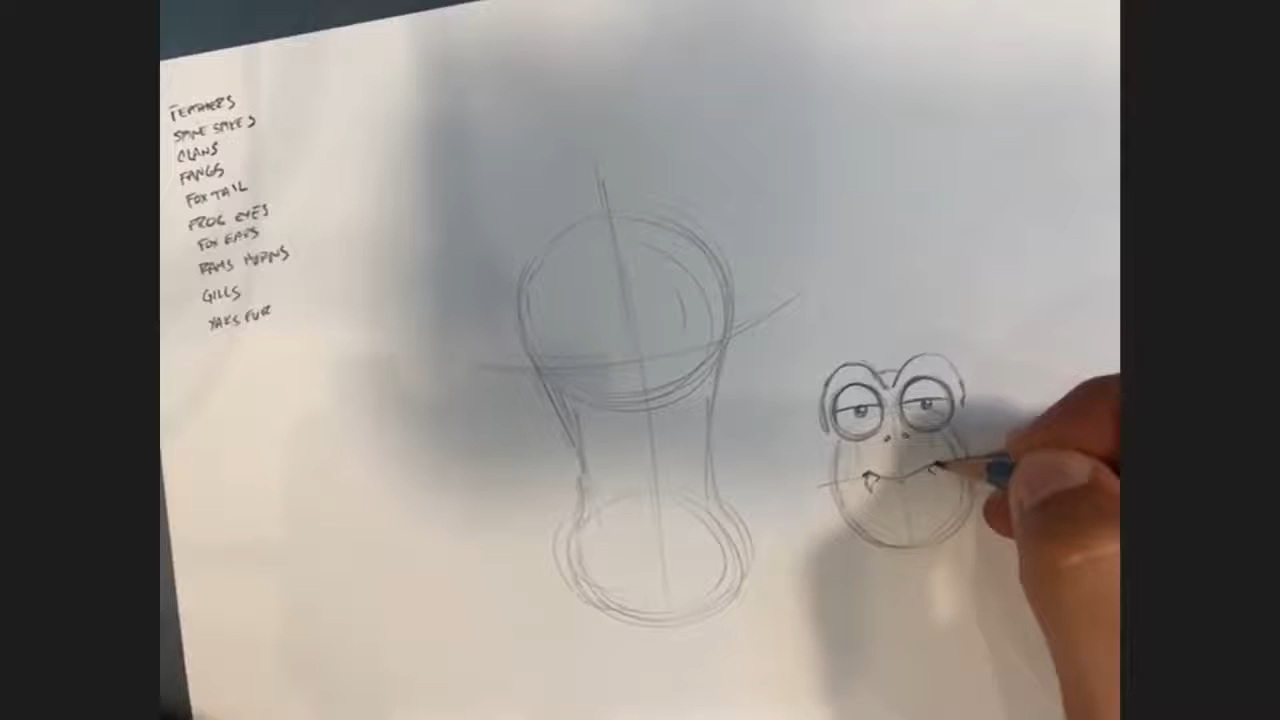 FEATHERS
SPINE SPIKES
CLAWS
FANGS
FOX TAIL
FROG EYES
FOX EARS
RAMS HORNS
GILLS
YAKS FUR